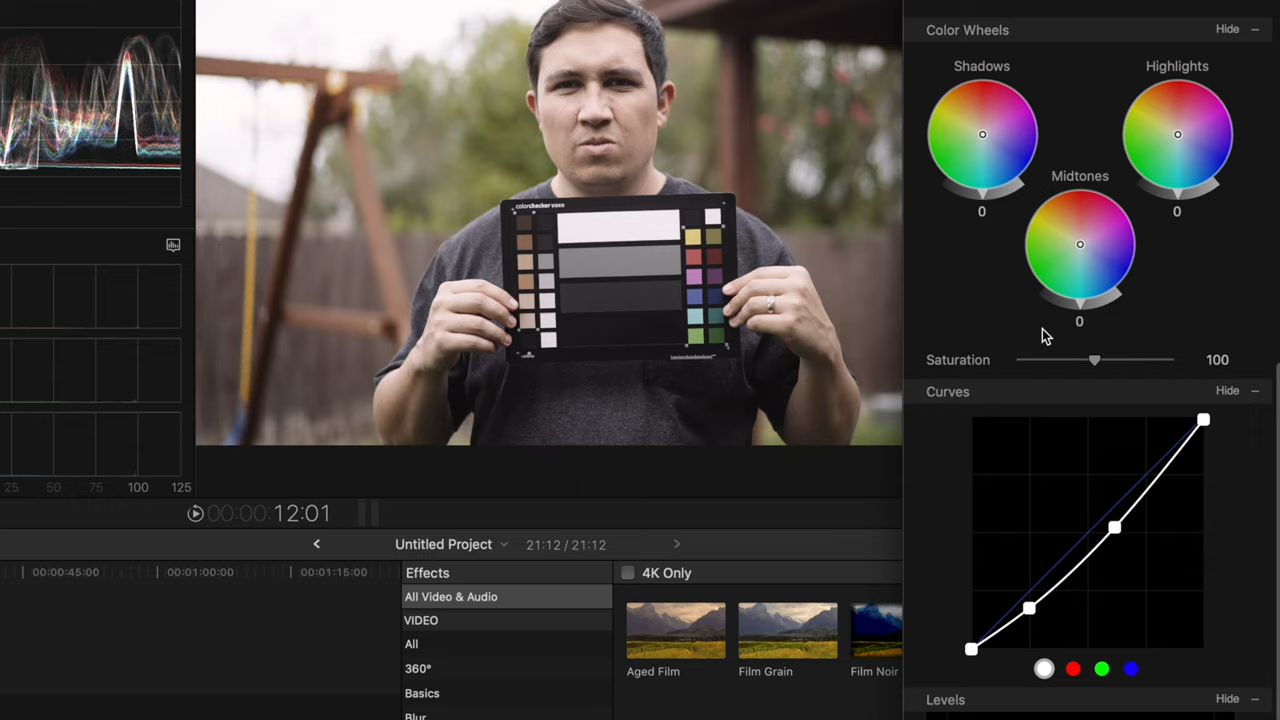 Color Wheels
Hide
Shadows
Highlights
Midtones
0
0
0
Saturation
100
Curves
Hide
Levels
Hide
colorchecker video
25
50
75
100
125
00:00:12:01
Untitled Project
21:12 / 21:12
00:00:45:00
00:01:00:00
00:01:15:00
Effects
4K Only
All Video & Audio
VIDEO
All
360°
Basics
Blur
Aged Film
Film Grain
Film Noir